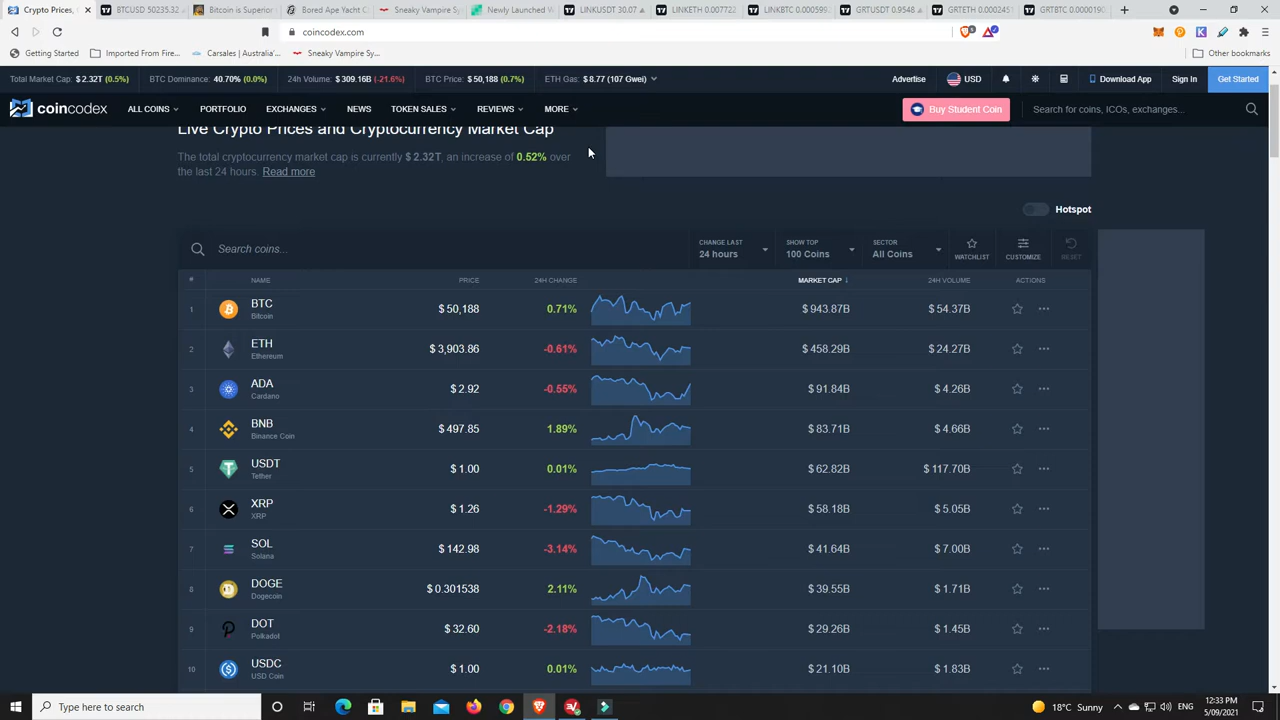 Crypto Prices,
BTCUSD 50235.32
Bitcoin is Superior
Bored Ape Yacht C
Sneaky Vampire Sy
Newly Launched V
LINKUSDT 30.07
LINKETH 0.007722
LINKBTC 0.000599
GRTUSDT 0.9548
GRTETH 0.0002451
GRTBTC 0.0000190
coincodex.com
Getting Started
Imported From Fire...
Carsales | Australia'...
Sneaky Vampire Sy...
Other bookmarks
Total Market Cap: $ 2.32T (0.5%)
BTC Dominance: 40.70% (0.0%)
24h Volume: $ 309.16B (-21.6%)
BTC Price: $ 50,188 (0.7%)
ETH Gas: $ 8.77 (107 Gwei)
Advertise
USD
Download App
Sign In
Get Started
coincodex
ALL COINS
PORTFOLIO
EXCHANGES
NEWS
TOKEN SALES
REVIEWS
MORE
Buy Student Coin
Search for coins, ICOs, exchanges...
Live Crypto Prices and Cryptocurrency Market Cap
The total cryptocurrency market cap is currently $ 2.32T, an increase of 0.52% over
the last 24 hours. Read more
Hotspot
Search coins...
CHANGE LAST
24 hours
SHOW TOP
100 Coins
SECTOR
All Coins
WATCHLIST
CUSTOMIZE
RESET
# NAME PRICE 24H CHANGE MARKET CAP ↓ 24H VOLUME ACTIONS
1 BTC $ 50,188 0.71% $ 943.87B $ 54.37B
Bitcoin
2 ETH $ 3,903.86 -0.61% $ 458.29B $ 24.27B
Ethereum
3 ADA $ 2.92 -0.55% $ 91.84B $ 4.26B
Cardano
4 BNB $ 497.85 1.89% $ 83.71B $ 4.66B
Binance Coin
5 USDT $ 1.00 0.01% $ 62.82B $ 117.70B
Tether
6 XRP $ 1.26 -1.29% $ 58.18B $ 5.05B
XRP
7 SOL $ 142.98 -3.14% $ 41.64B $ 7.00B
Solana
8 DOGE $ 0.301538 2.11% $ 39.55B $ 1.71B
Dogecoin
9 DOT $ 32.60 -2.18% $ 29.26B $ 1.45B
Polkadot
10 USDC $ 1.00 0.01% $ 21.10B $ 1.83B
USD Coin
Type here to search
18°C Sunny
12:33 PM
5/09/2021